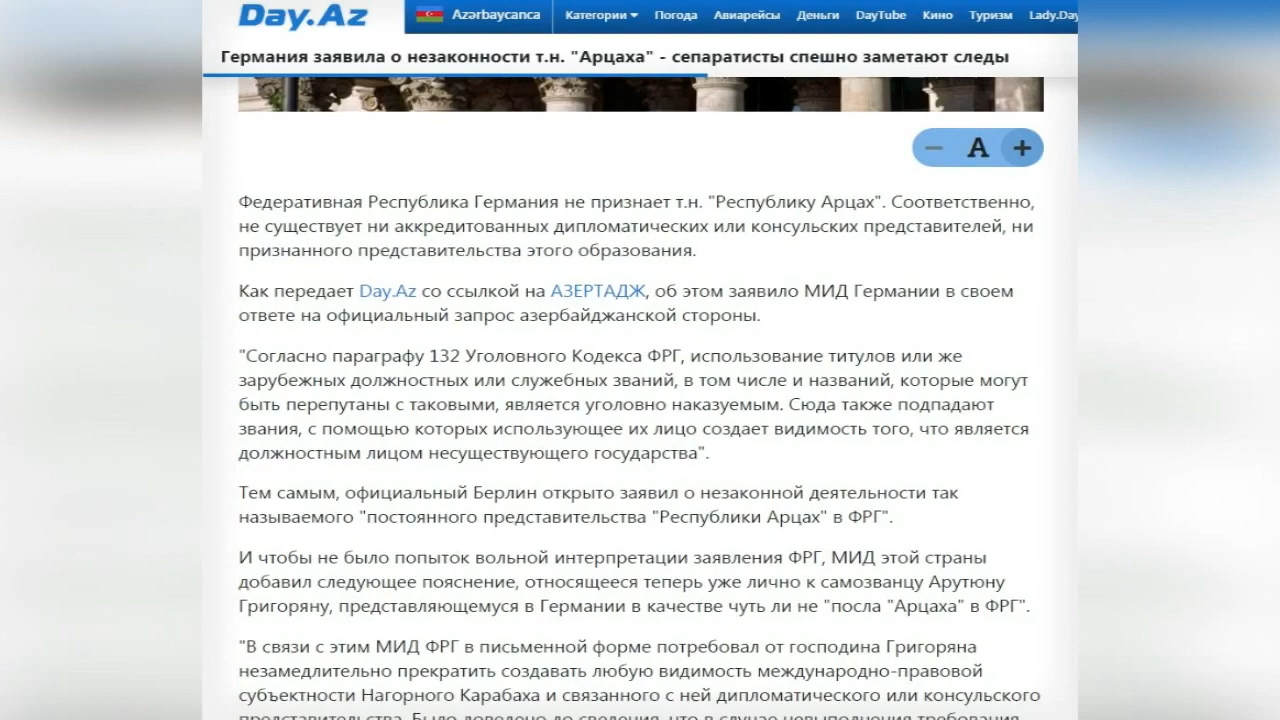 Day.Az
Azərbaycanca Категории Погода Авиарейсы Деньги DayTube Кино Туризм Lady.Day
Германия заявила о незаконности т.н. "Арцаха" - сепаратисты спешно заметают следы
− A +
Федеративная Республика Германия не признает т.н. "Республику Арцах". Соответственно,
не существует ни аккредитованных дипломатических или консульских представителей, ни
признанного представительства этого образования.
Как передает Day.Az со ссылкой на АЗЕРТАДЖ, об этом заявило МИД Германии в своем
ответе на официальный запрос азербайджанской стороны.
"Согласно параграфу 132 Уголовного Кодекса ФРГ, использование титулов или же
зарубежных должностных или служебных званий, в том числе и названий, которые могут
быть перепутаны с таковыми, является уголовно наказуемым. Сюда также подпадают
звания, с помощью которых использующее их лицо создает видимость того, что является
должностным лицом несуществующего государства".
Тем самым, официальный Берлин открыто заявил о незаконной деятельности так
называемого "постоянного представительства "Республики Арцах" в ФРГ".
И чтобы не было попыток вольной интерпретации заявления ФРГ, МИД этой страны
добавил следующее пояснение, относящееся теперь уже лично к самозванцу Арутюну
Григоряну, представляющемуся в Германии в качестве чуть ли не "посла "Арцаха" в ФРГ".
"В связи с этим МИД ФРГ в письменной форме потребовал от господина Григоряна
незамедлительно прекратить создавать любую видимость международно-правовой
субъектности Нагорного Карабаха и связанного с ней дипломатического или консульского
представительства. Было доведено до сведения, что в случае невыполнения требования